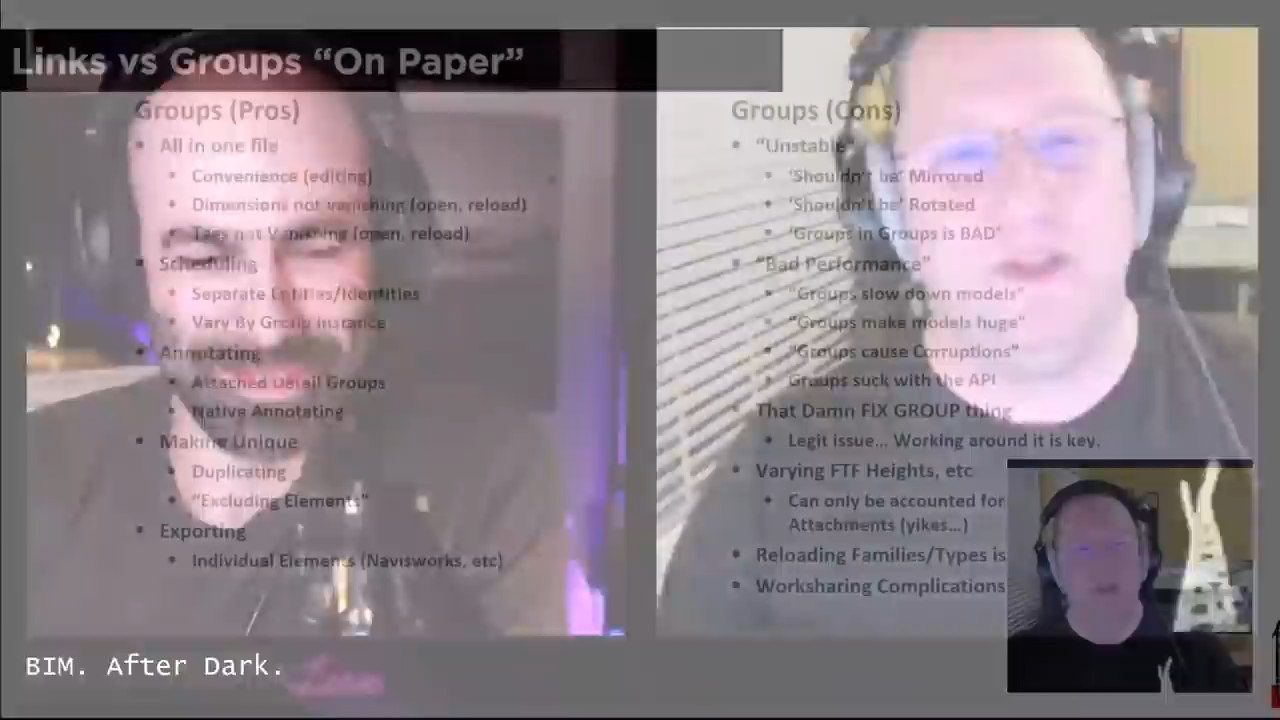 Links vs Groups “On Paper”
Groups (Pros)
• All in one file
• Convenience (editing)
• Dimensions not vanishing (open, reload)
• Tags not Vanishing (open, reload)
• Scheduling
• Separate Entities/Identities
• Vary By Group Instance
• Annotating
• Attached Detail Groups
• Native Annotating
• Making Unique
• Duplicating
• “Excluding Elements”
• Exporting
• Individual Elements (Navisworks, etc)
Groups (Cons)
• “Unstable”
• ‘Shouldn’t be’ Mirrored
• ‘Shouldn’t be’ Rotated
• ‘Groups in Groups is BAD’
• “Bad Performance”
• “Groups slow down models”
• “Groups make models huge”
• “Groups cause Corruptions”
• Groups suck with the API
• That Damn FIX GROUP thing
• Legit issue… Working around it is key.
• Varying FTF Heights, etc
• Can only be accounted for
Attachments (yikes…)
• Reloading Families/Types is
• Worksharing Complications
BIM. After Dark.